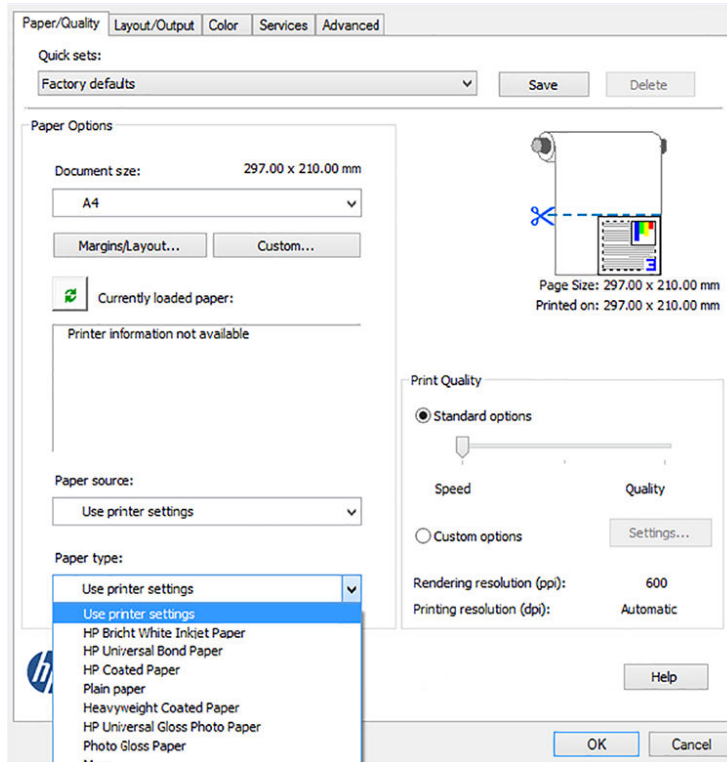 Paper/Quality Layout/Output Color Services Advanced
Quick sets:
Factory defaults Save Delete
Paper Options
Document size: 297.00 x 210.00 mm
A4
Margins/Layout... Custom...
Currently loaded paper:
Printer information not available
Page Size: 297.00 x 210.00 mm
Printed on: 297.00 x 210.00 mm
Paper source:
Use printer settings
Paper type:
Use printer settings
Use printer settings
HP Bright White Inkjet Paper
HP Universal Bond Paper
HP Coated Paper
Plain paper
Heavyweight Coated Paper
HP Universal Gloss Photo Paper
Photo Gloss Paper
Print Quality
Standard options
Speed Quality
Custom options Settings...
Rendering resolution (ppi): 600
Printing resolution (dpi): Automatic
hp
Help
OK Cancel